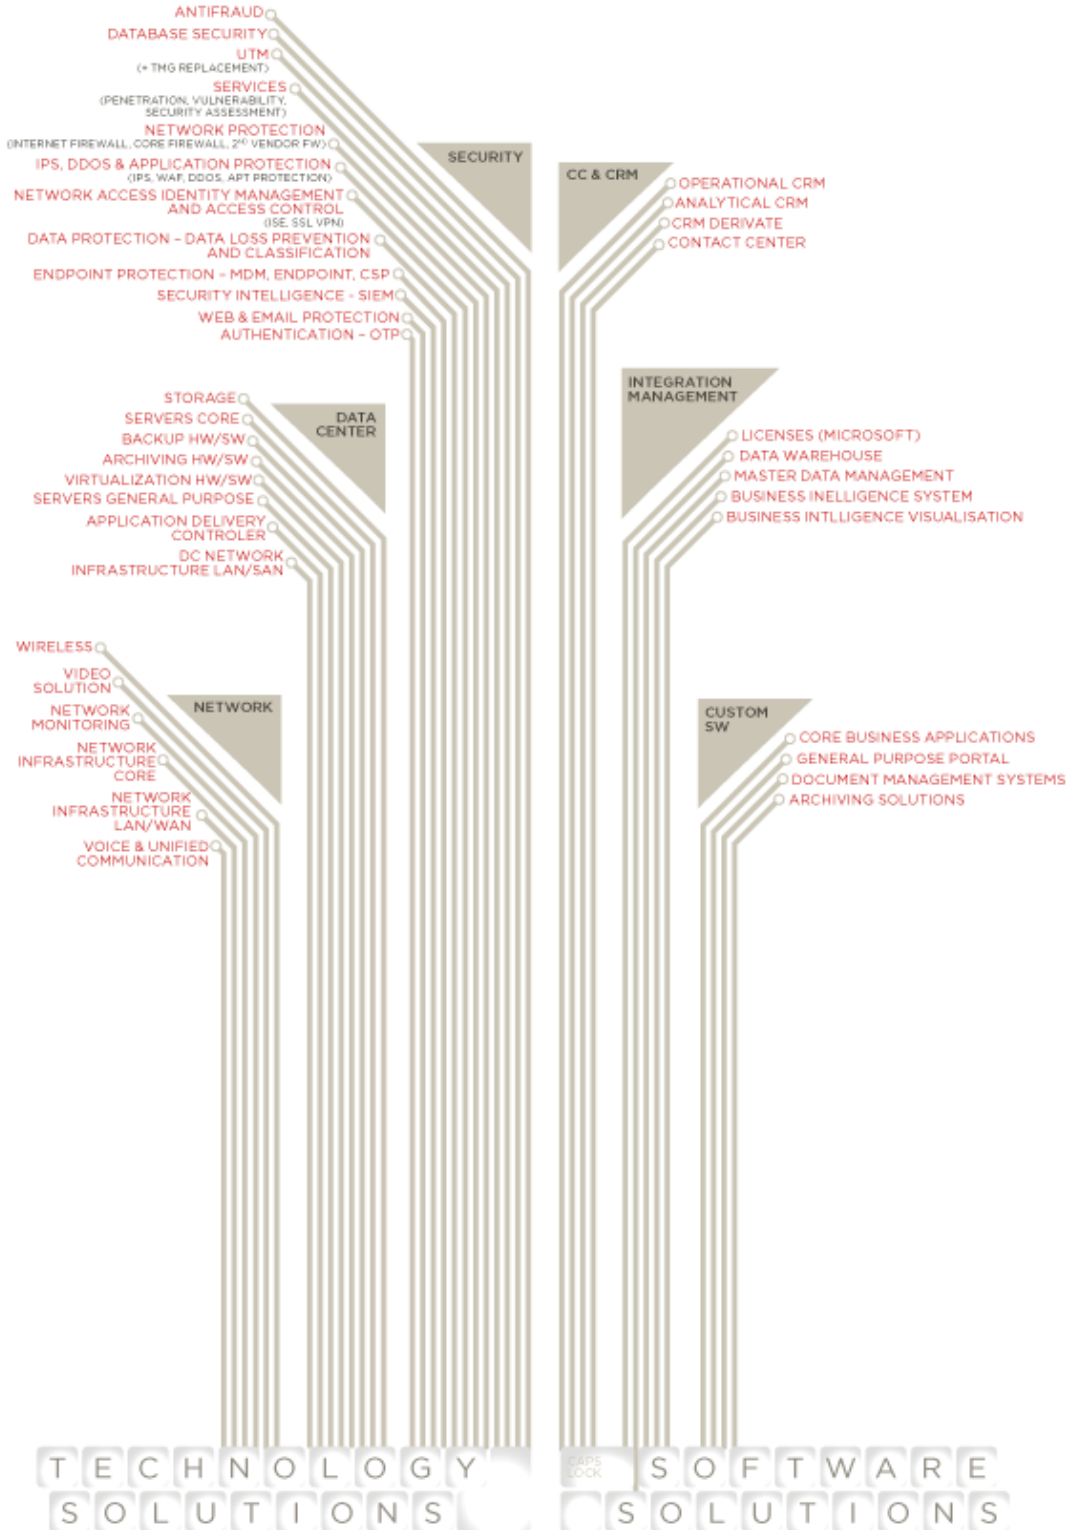 ANTIFRAUD
DATABASE SECURITY
UTM
(+ TMG REPLACEMENT)
SERVICES
(PENETRATION, VULNERABILITY,
SECURITY ASSESSMENT)
NETWORK PROTECTION
(INTERNET FIREWALL, CORE FIREWALL, 2ND VENDOR FW)
IPS, DDOS & APPLICATION PROTECTION
(IPS, WAF, DDOS, APT PROTECTION)
NETWORK ACCESS IDENTITY MANAGEMENT
AND ACCESS CONTROL
(ISE, SSL VPN)
DATA PROTECTION – DATA LOSS PREVENTION
AND CLASSIFICATION
ENDPOINT PROTECTION – MDM, ENDPOINT, CSP
SECURITY INTELLIGENCE - SIEM
WEB & EMAIL PROTECTION
AUTHENTICATION – OTP
SECURITY
CC & CRM
OPERATIONAL CRM
ANALYTICAL CRM
CRM DERIVATE
CONTACT CENTER
STORAGE
SERVERS CORE
BACKUP HW/SW
ARCHIVING HW/SW
VIRTUALIZATION HW/SW
SERVERS GENERAL PURPOSE
APPLICATION DELIVERY
CONTROLER
DC NETWORK
INFRASTRUCTURE LAN/SAN
DATA
CENTER
INTEGRATION
MANAGEMENT
LICENSES (MICROSOFT)
DATA WAREHOUSE
MASTER DATA MANAGEMENT
BUSINESS INELLIGENCE SYSTEM
BUSINESS INTLLIGENCE VISUALISATION
WIRELESS
VIDEO
SOLUTION
NETWORK
MONITORING
NETWORK
INFRASTRUCTURE
CORE
NETWORK
INFRASTRUCTURE
LAN/WAN
VOICE & UNIFIED
COMMUNICATION
NETWORK
CUSTOM
SW
CORE BUSINESS APPLICATIONS
GENERAL PURPOSE PORTAL
DOCUMENT MANAGEMENT SYSTEMS
ARCHIVING SOLUTIONS
TECHNOLOGY
SOLUTIONS
CAPS
LOCK
SOFTWARE
SOLUTIONS